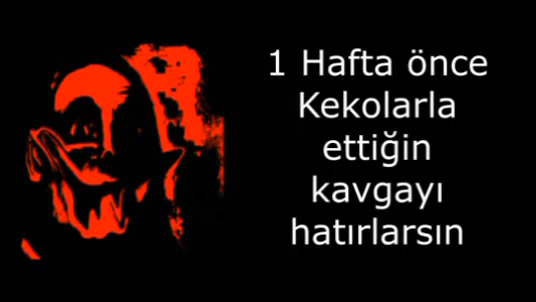 1 Hafta önce
Kekolarla
ettiğin
kavgayı
hatırlarsın